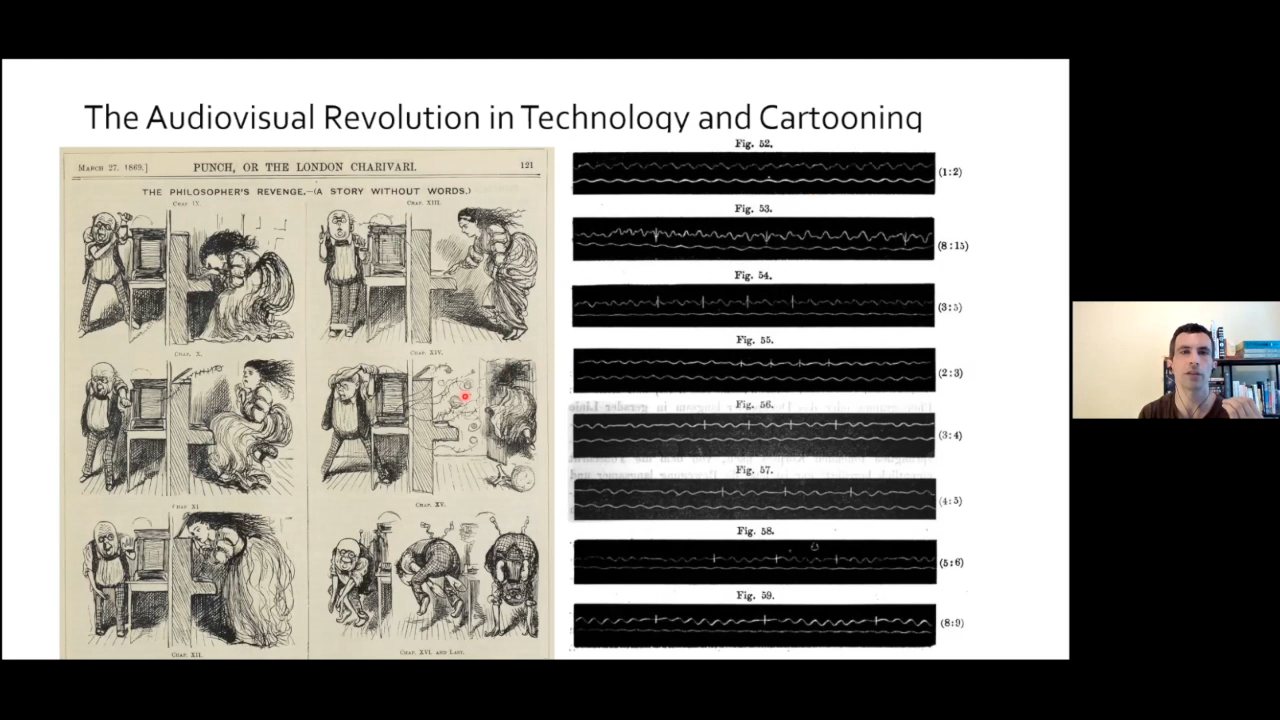 The Audiovisual Revolution in Technology and Cartooning
MARCH 27, 1869.]
PUNCH, OR THE LONDON CHARIVARI.
121
THE PHILOSOPHER'S REVENGE.—(A STORY WITHOUT WORDS.)
CHAP IX.
CHAP. XIII.
CHAP. X.
CHAP. XIV.
CHAP XI
CHAP. XV.
CHAP. XII.
CHAP. XVI. AND LAST.
Fig. 52.
(1:2)
Fig. 53.
(8:15)
Fig. 54.
(3:5)
Fig. 55.
(2:3)
Fig. 56.
(3:4)
Fig. 57.
(4:5)
Fig. 58.
(5:6)
Fig. 59.
(8:9)